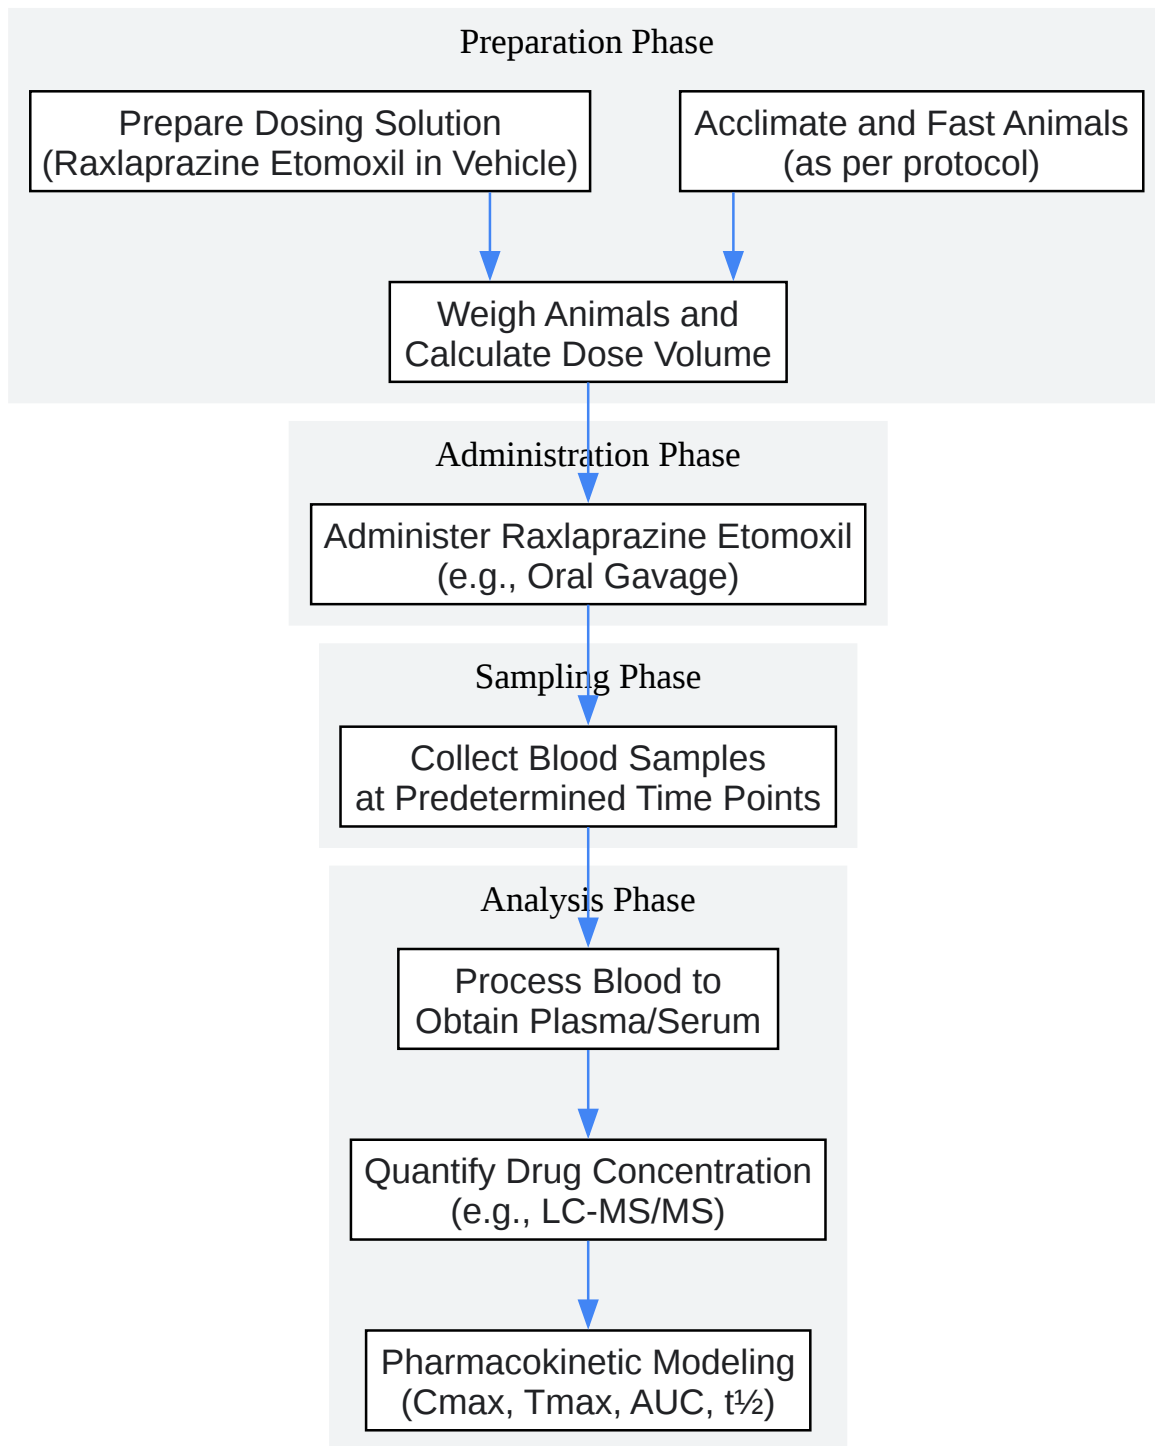 Preparation Phase
Prepare Dosing Solution
(Raxlaprazine Etomoxil in Vehicle)
Acclimate and Fast Animals
(as per protocol)
Weigh Animals and
Calculate Dose Volume
Administration Phase
Administer Raxlaprazine Etomoxil
(e.g., Oral Gavage)
Sampling Phase
Collect Blood Samples
at Predetermined Time Points
Analysis Phase
Process Blood to
Obtain Plasma/Serum
Quantify Drug Concentration
(e.g., LC-MS/MS)
Pharmacokinetic Modeling
(Cmax, Tmax, AUC, t½)